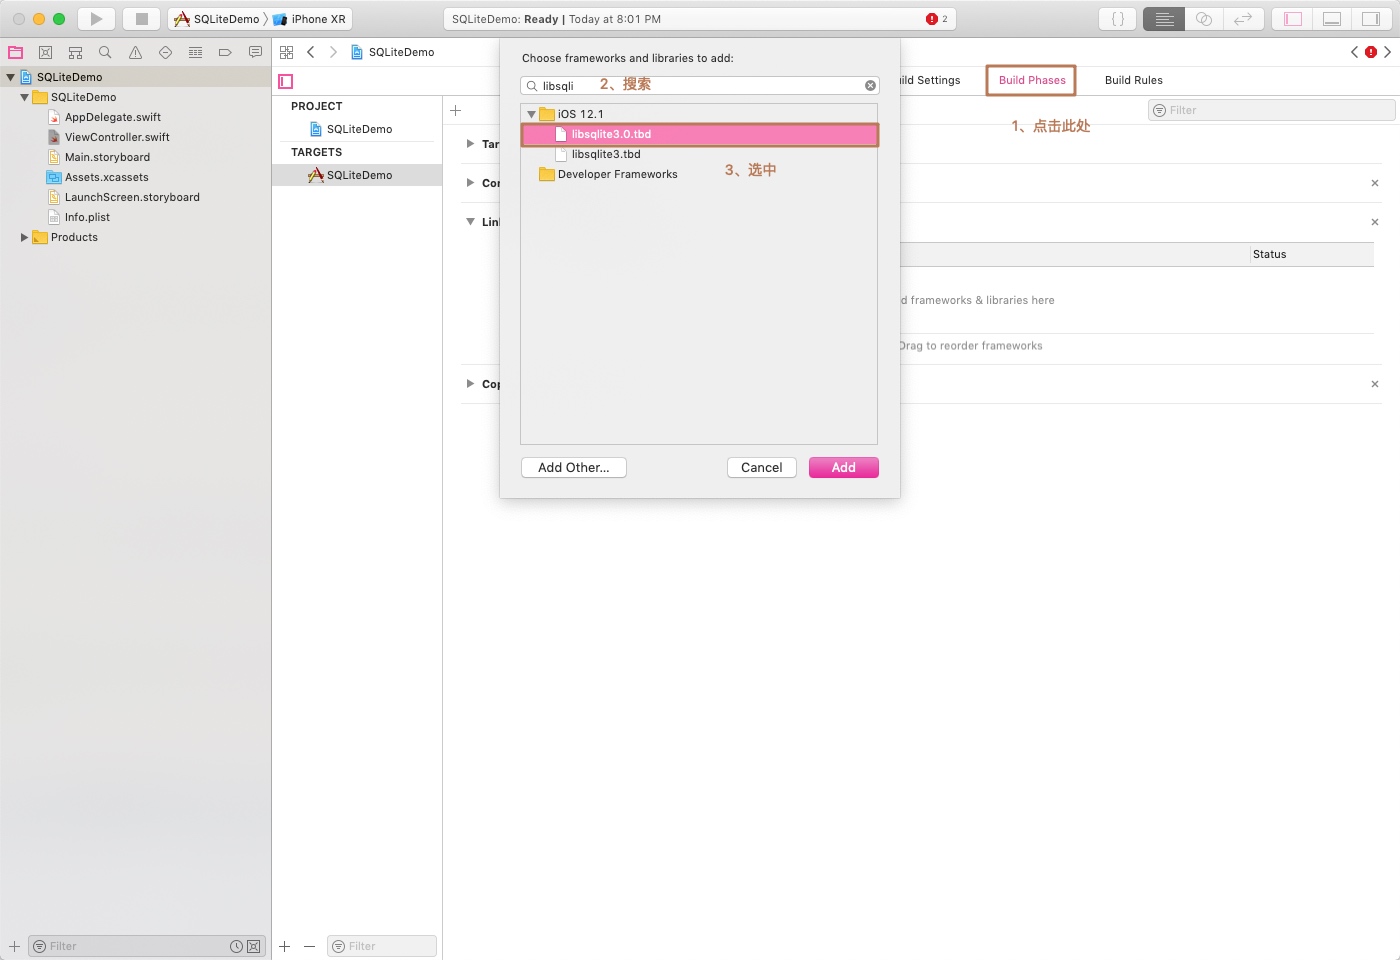 SQLiteDemo
iPhone XR
SQLiteDemo: Ready | Today at 8:01 PM
2
SQLiteDemo
SQLiteDemo
AppDelegate.swift
ViewController.swift
Main.storyboard
Assets.xcassets
LaunchScreen.storyboard
Info.plist
Products
Filter
SQLiteDemo
PROJECT
SQLiteDemo
TARGETS
SQLiteDemo
Filter
Choose frameworks and libraries to add:
libsqli
2、搜索
iOS 12.1
libsqlite3.0.tbd
libsqlite3.tbd
3、选中
Developer Frameworks
Add Other...
Cancel
Add
ild Settings
Build Phases
Build Rules
1、点击此处
Filter
Tar
Cor
Lin
Status
d frameworks & libraries here
Drag to reorder frameworks
Cop